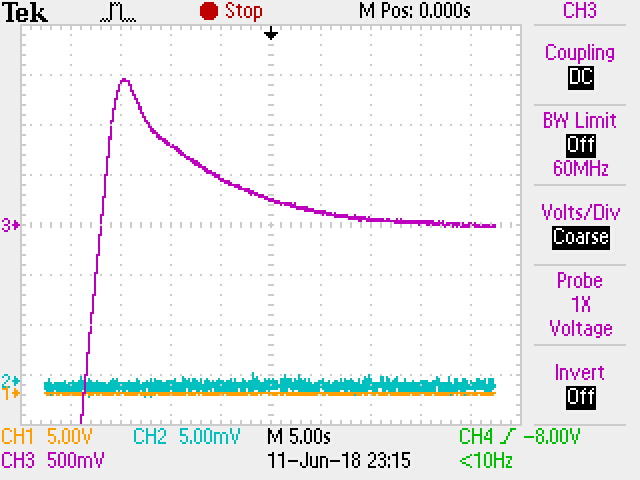 Tek Stop M Pos: 0.000s CH3
Coupling
DC
BW Limit
Off
60MHz
Volts/Div
Coarse
Probe
1X
Voltage
Invert
Off
3
2
1
CH1 5.00V CH2 5.00mV M 5.00s CH4 -8.00V
CH3 500mV 11-Jun-18 23:15 <10Hz